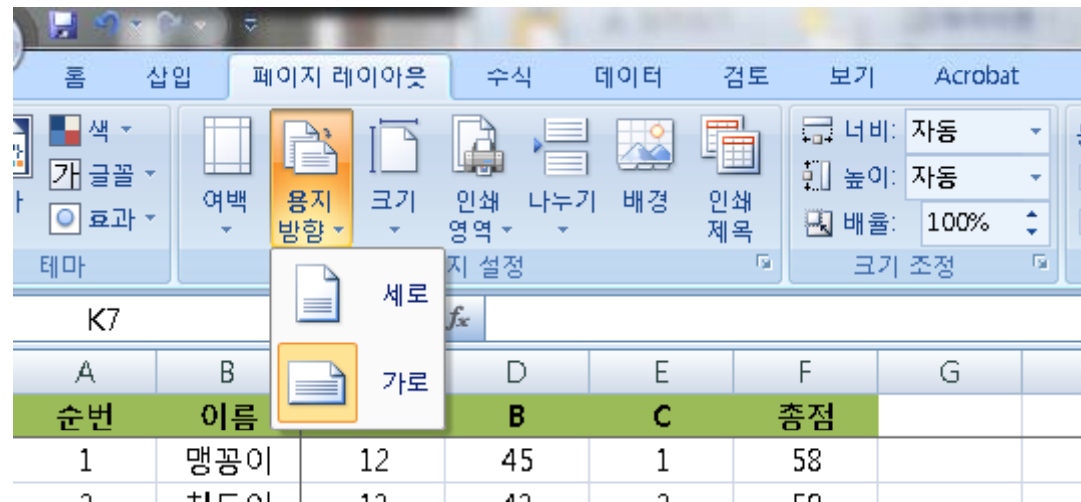 홈 삽입 페이지 레이아웃 수식 데이터 검토 보기 Acrobat
색
가 글꼴
효과
여백
용지
방향
크기
인쇄
영역
나누기
배경
인쇄
제목
너비: 자동
높이: 자동
배율: 100%
테마 지 설정 크기 조정
세로
가로
K7 fx
A B D E F G
순번 이름 B C 총점
1 맹꽁이 12 45 1 58